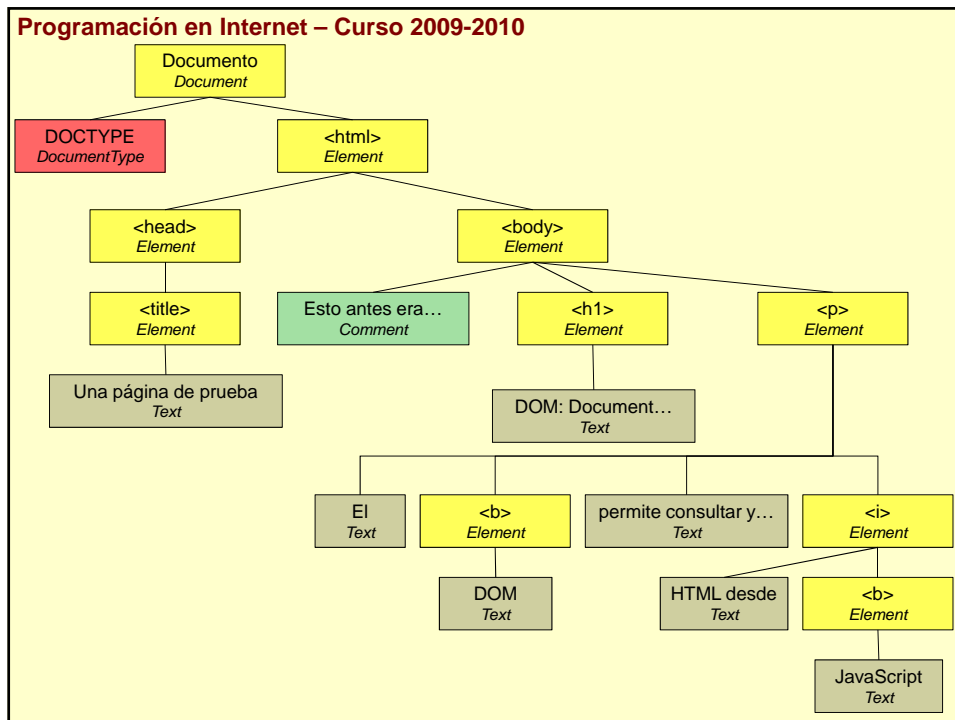 Programación en Internet – Curso 2009-2010
Documento
Document
DOCTYPE
DocumentType
<html>
Element
<head>
Element
<body>
Element
<title>
Element
Esto antes era…
Comment
<h1>
Element
<p>
Element
Una página de prueba
Text
DOM: Document…
Text
El
Text
<b>
Element
permite consultar y…
Text
<i>
Element
DOM
Text
HTML desde
Text
<b>
Element
JavaScript
Text